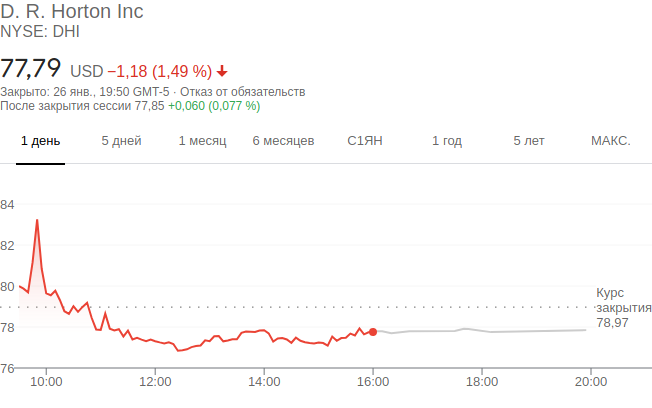 D. R. Horton Inc
NYSE: DHI
77,79 USD −1,18 (1,49 %)
Закрыто: 26 янв., 19:50 GMT-5 · Отказ от обязательств
После закрытия сессии 77,85 +0,060 (0,077 %)
1 день 5 дней 1 месяц 6 месяцев С1ЯН 1 год 5 лет МАКС.
84
82
80
Курс
закрытия
78,97
78
76
10:00 12:00 14:00 16:00 18:00 20:00